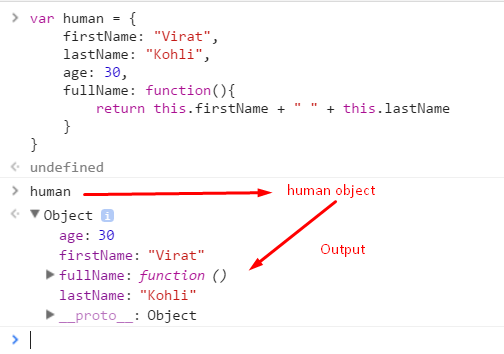 var human = {
firstName: "Virat",
lastName: "Kohli",
age: 30,
fullName: function(){
return this.firstName + " " + this.lastName
}
}
undefined
human
human object
Object i
age: 30
firstName: "Virat"
Output
fullName: function ()
lastName: "Kohli"
__proto__: Object